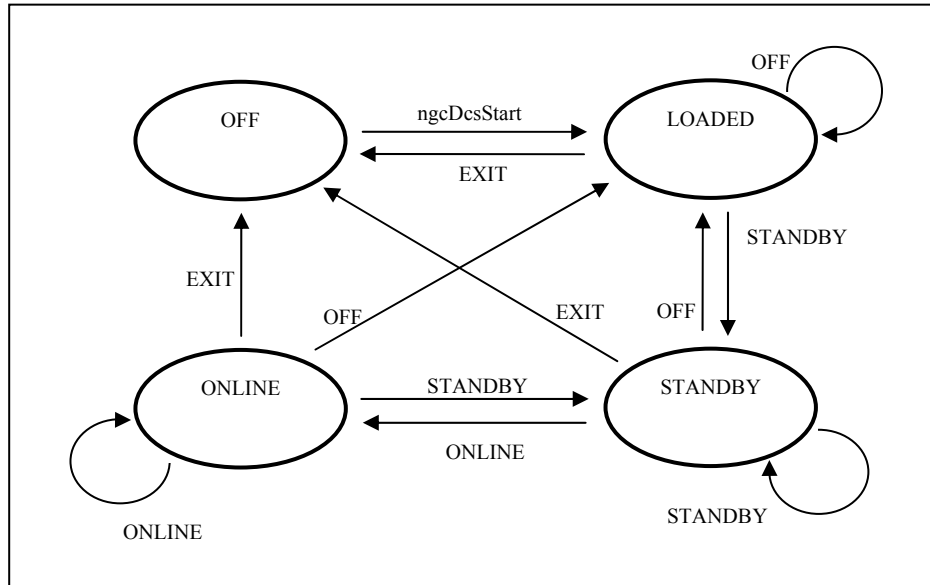 OFF
OFF
ngcDcsStart
LOADED
EXIT
STANDBY
EXIT
OFF
EXIT
OFF
ONLINE
STANDBY
STANDBY
ONLINE
STANDBY
ONLINE